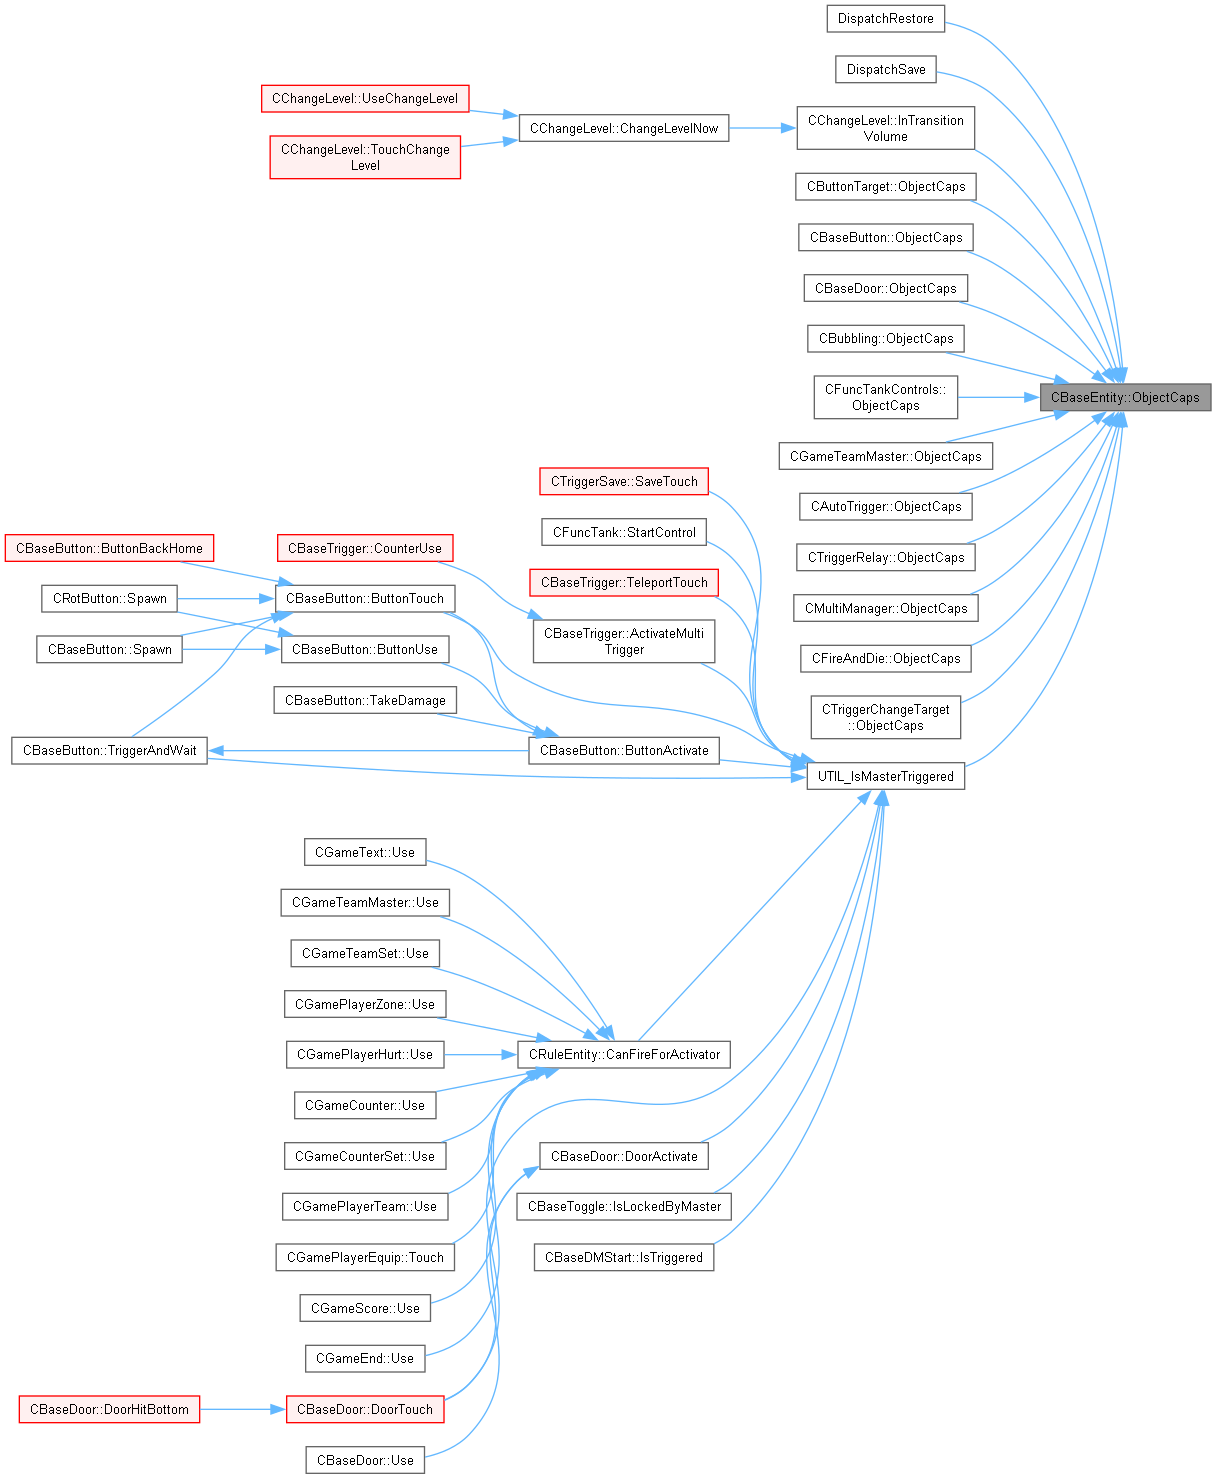 DispatchRestore
DispatchSave
CChangeLevel::UseChangeLevel
CChangeLevel::ChangeLevelNow
CChangeLevel::InTransition
Volume
CChangeLevel::TouchChange
Level
CButtonTarget::ObjectCaps
CBaseButton::ObjectCaps
CBaseDoor::ObjectCaps
CBubbling::ObjectCaps
CFuncTankControls::
ObjectCaps
CBaseEntity::ObjectCaps
CGameTeamMaster::ObjectCaps
CAutoTrigger::ObjectCaps
CTriggerRelay::ObjectCaps
CMultiManager::ObjectCaps
CFireAndDie::ObjectCaps
CTriggerChangeTarget
::ObjectCaps
UTIL_IsMasterTriggered
CTriggerSave::SaveTouch
CFuncTank::StartControl
CBaseTrigger::TeleportTouch
CBaseTrigger::ActivateMulti
Trigger
CBaseButton::ButtonActivate
CBaseButton::ButtonBackHome
CBaseTrigger::CounterUse
CRotButton::Spawn
CBaseButton::ButtonTouch
CBaseButton::Spawn
CBaseButton::ButtonUse
CBaseButton::TakeDamage
CBaseButton::TriggerAndWait
CGameText::Use
CGameTeamMaster::Use
CGameTeamSet::Use
CGamePlayerZone::Use
CGamePlayerHurt::Use
CRuleEntity::CanFireForActivator
CGameCounter::Use
CGameCounterSet::Use
CBaseDoor::DoorActivate
CGamePlayerTeam::Use
CBaseToggle::IsLockedByMaster
CGamePlayerEquip::Touch
CBaseDMStart::IsTriggered
CGameScore::Use
CGameEnd::Use
CBaseDoor::DoorHitBottom
CBaseDoor::DoorTouch
CBaseDoor::Use